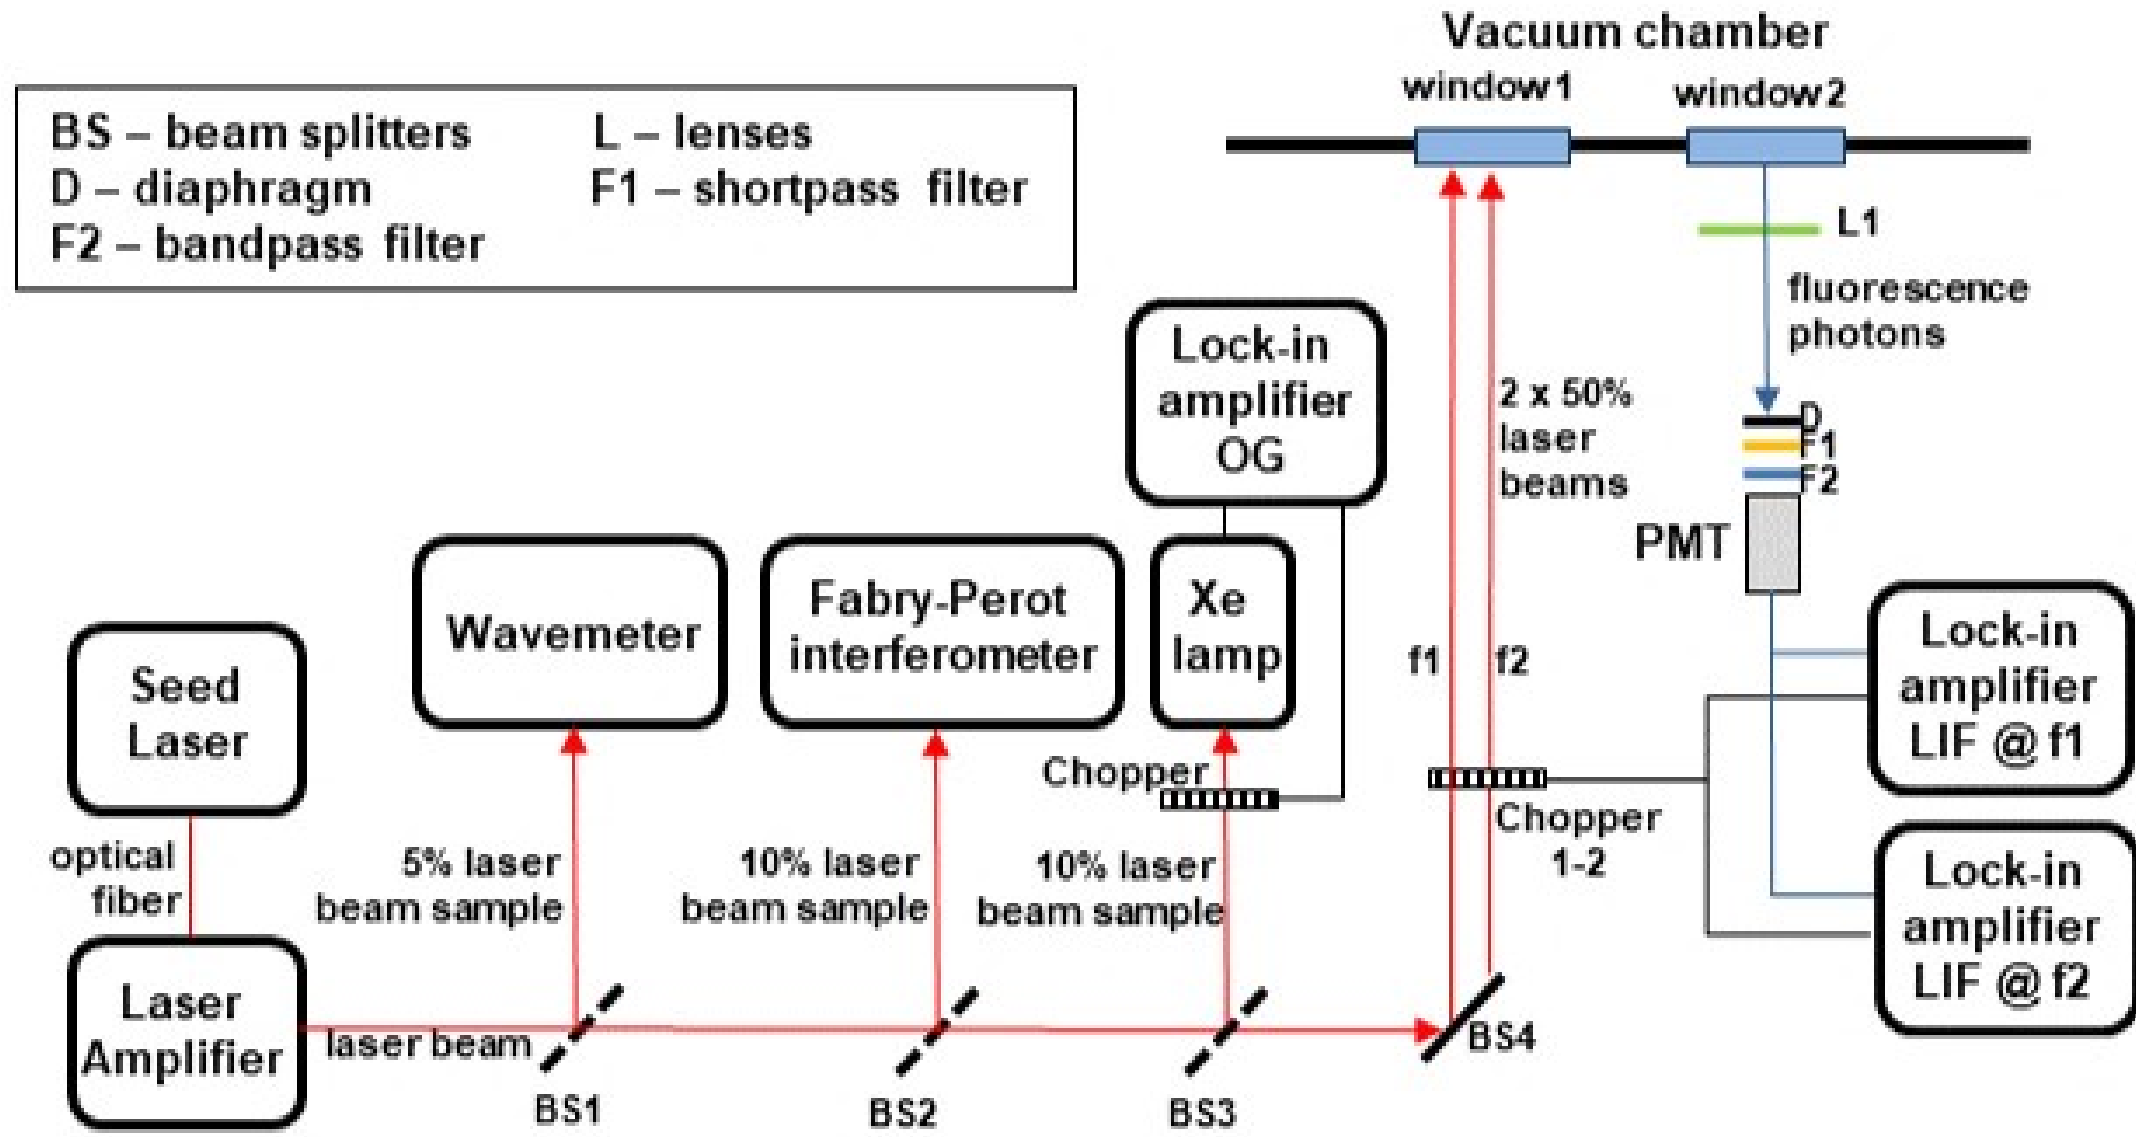 Vacuum chamber
window1
window2
BS – beam splitters
L – lenses
D – diaphragm
F1 – shortpass filter
F2 – bandpass filter
L1
fluorescence
photons
Lock-in
amplifier
OG
2 x 50%
laser
beams
D
F1
F2
PMT
Wavemeter
Fabry-Perot
interferometer
Xe
lamp
f1
f2
Lock-in
amplifier
LIF @ f1
Seed
Laser
Chopper
Chopper
1-2
optical
fiber
5% laser
beam sample
10% laser
beam sample
10% laser
beam sample
Lock-in
amplifier
LIF @ f2
Laser
Amplifier
laser beam
BS1
BS2
BS3
BS4